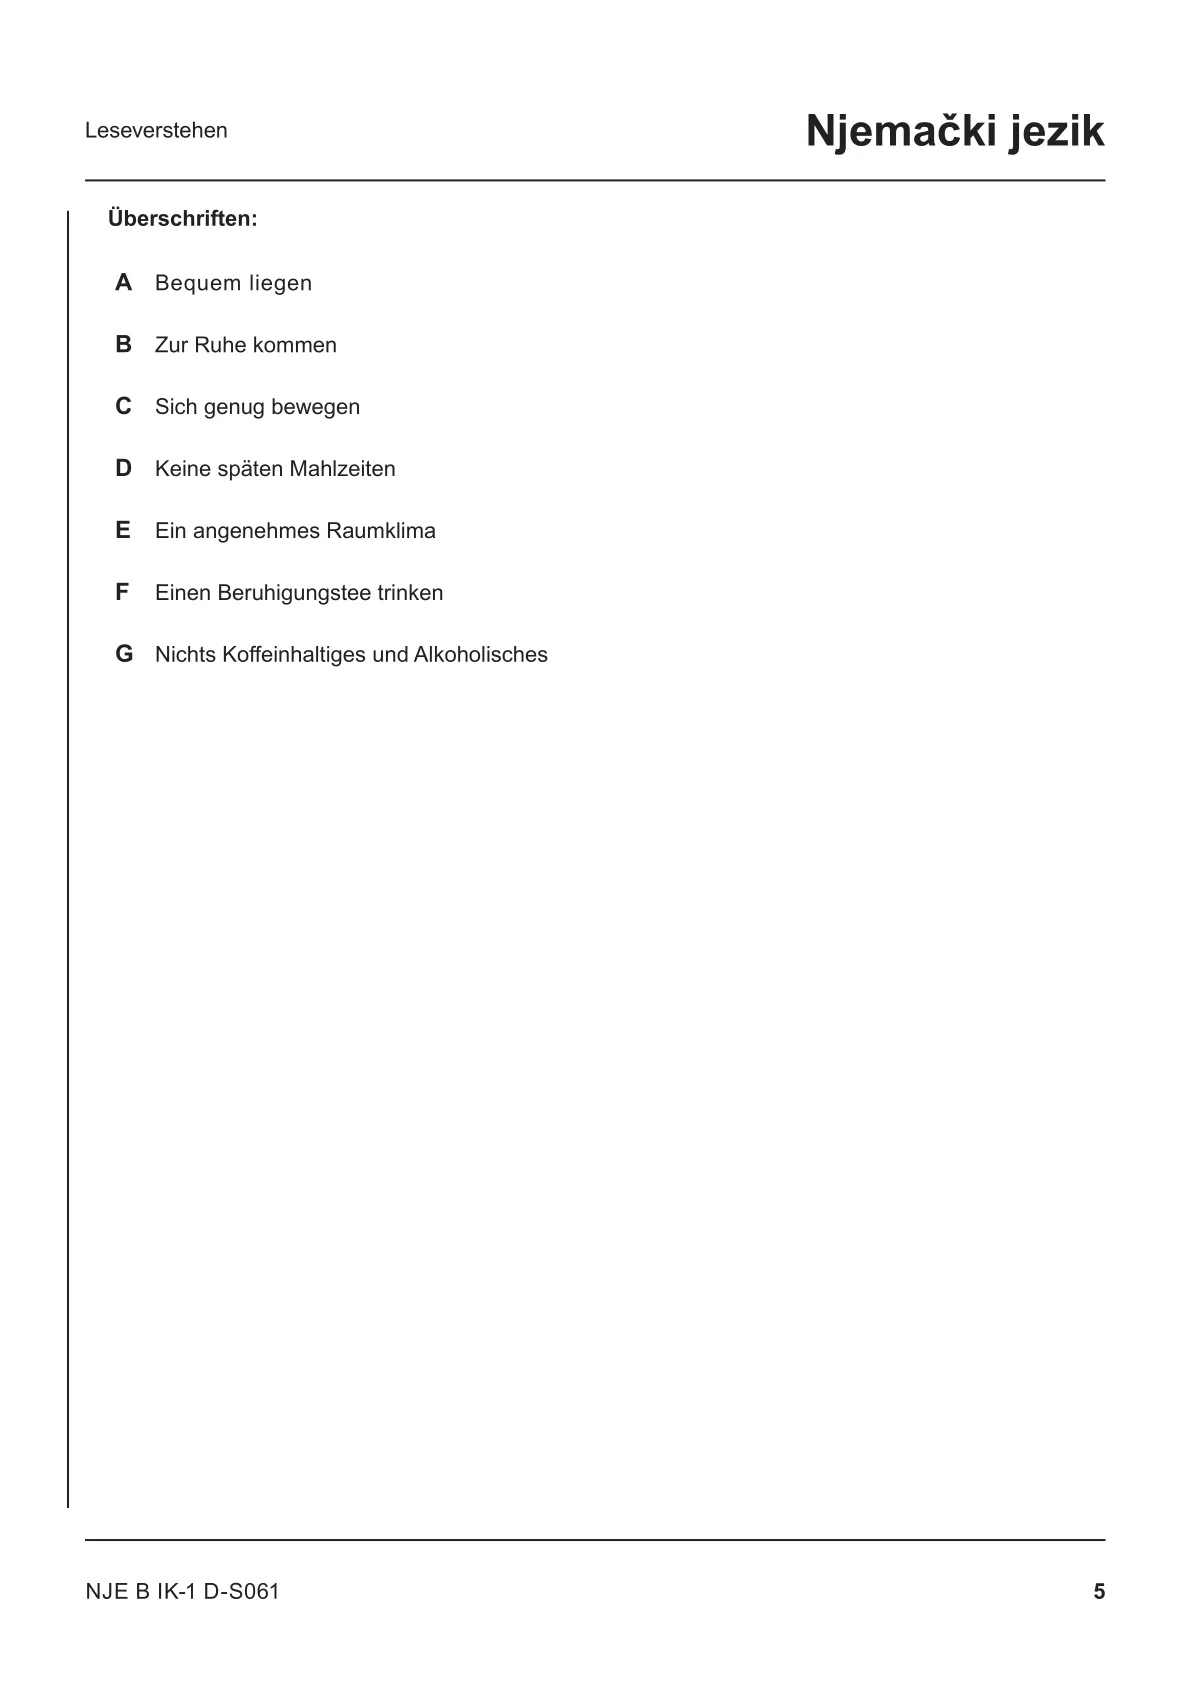 Leseverstehen
Njemački jezik
Überschriften:
A Bequem liegen
B Zur Ruhe kommen
C Sich genug bewegen
D Keine späten Mahlzeiten
E Ein angenehmes Raumklima
F Einen Beruhigungstee trinken
G Nichts Koffeinhaltiges und Alkoholisches
NJE B IK-1 D-S061
5